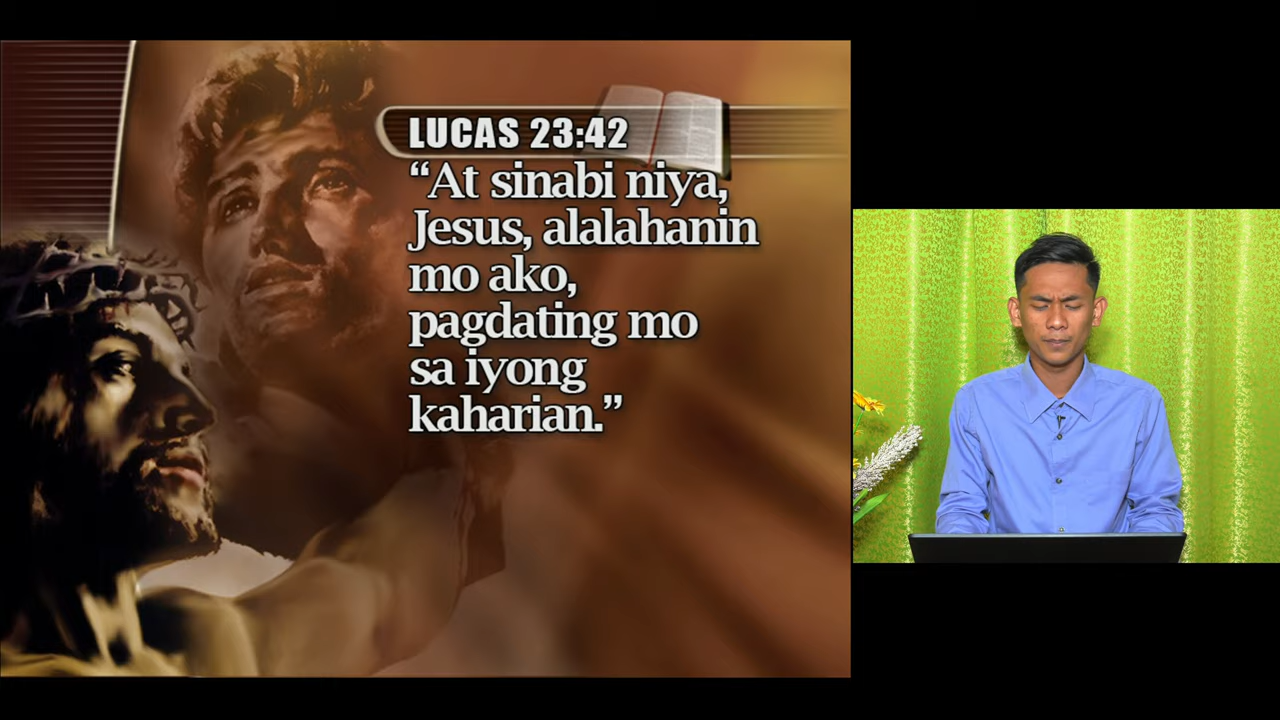 LUCAS 23:42
“At sinabi niya,
Jesus, alalahanin
mo ako,
pagdating mo
sa iyong
kaharian.”